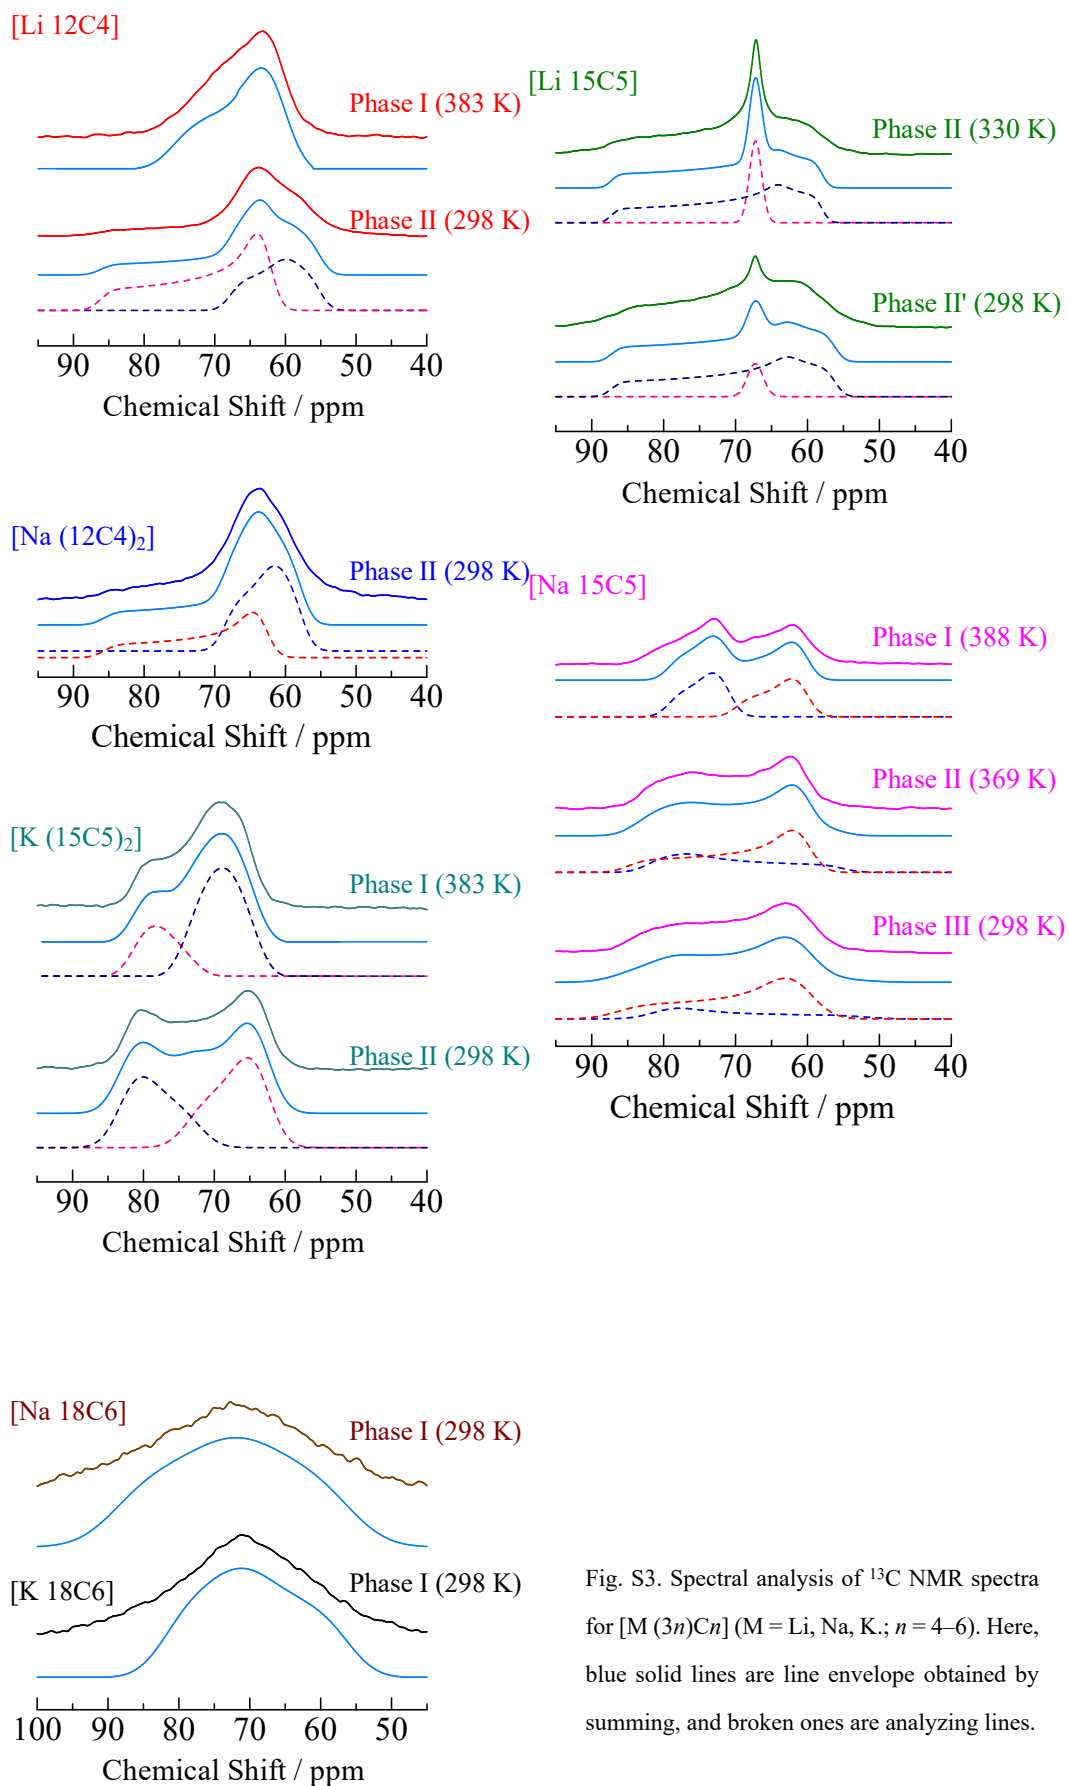 [Li 12C4]
Phase I (383 K)
Phase II (298 K)
90 80 70 60 50 40
Chemical Shift / ppm
[Li 15C5]
Phase II (330 K)
Phase II' (298 K)
90 80 70 60 50 40
Chemical Shift / ppm
[Na (12C4)₂]
Phase II (298 K)
90 80 70 60 50 40
Chemical Shift / ppm
[Na 15C5]
Phase I (388 K)
Phase II (369 K)
Phase III (298 K)
90 80 70 60 50 40
Chemical Shift / ppm
[K (15C5)₂]
Phase I (383 K)
Phase II (298 K)
90 80 70 60 50 40
Chemical Shift / ppm
[Na 18C6]
Phase I (298 K)
[K 18C6]
Phase I (298 K)
100 90 80 70 60 50
Chemical Shift / ppm
Fig. S3. Spectral analysis of ¹³C NMR spectra
for [M (3n)Cn] (M = Li, Na, K.; n = 4–6). Here,
blue solid lines are line envelope obtained by
summing, and broken ones are analyzing lines.